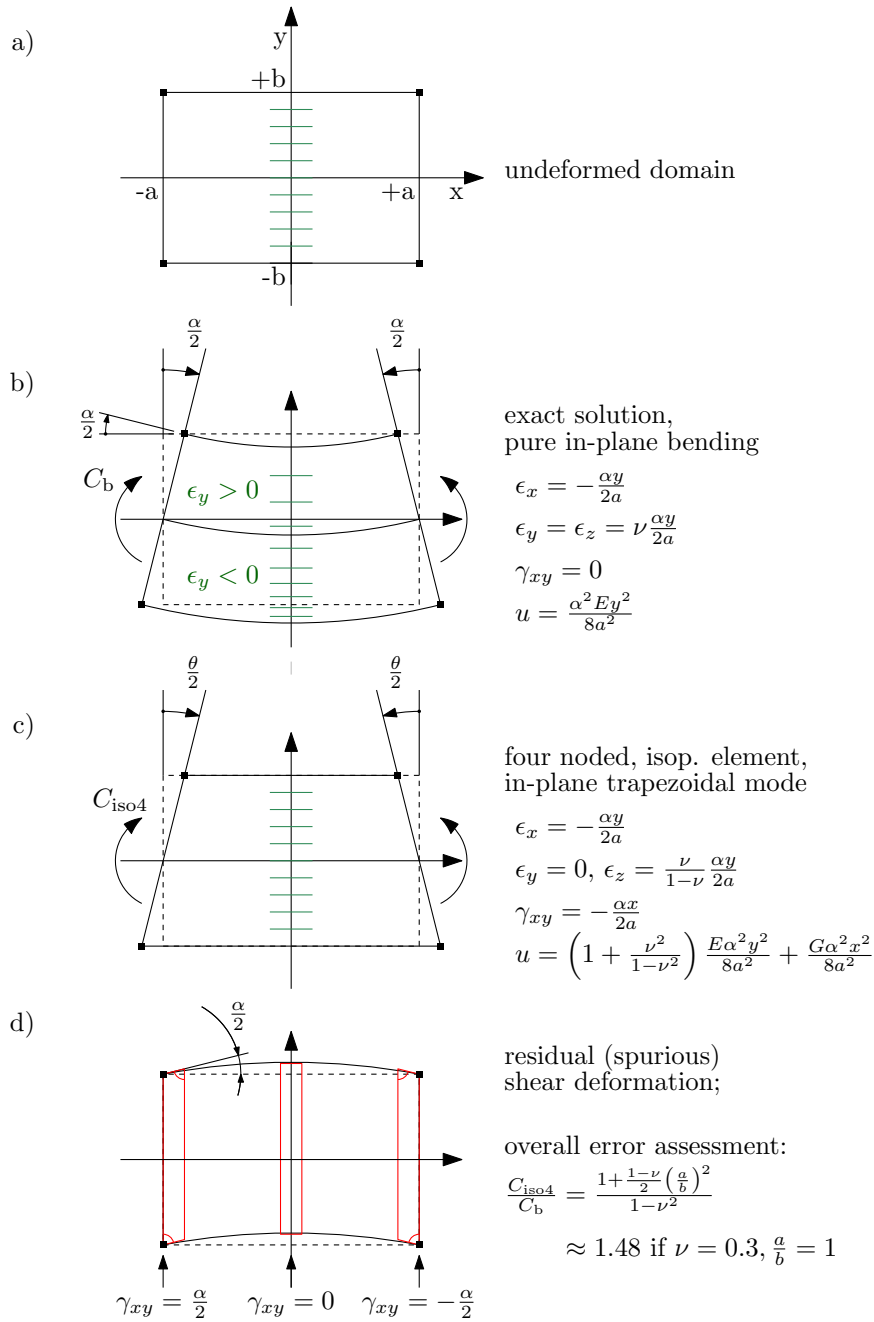 a)
y
+b
-a
+a
x
-b
undeformed domain
α/2
α/2
b)
α/2
C_b
ϵ_y > 0
ϵ_y < 0
exact solution,
pure in-plane bending
ϵ_x = −αy/2a
ϵ_y = ϵ_z = ν αy/2a
γ_xy = 0
u = α²Ey²/8a²
θ/2
θ/2
c)
C_iso4
four noded, isop. element,
in-plane trapezoidal mode
ϵ_x = −αy/2a
ϵ_y = 0, ϵ_z = ν/(1−ν) αy/2a
γ_xy = −αx/2a
u = (1 + ν²/(1−ν²)) Eα²y²/8a² + Gα²x²/8a²
d)
α/2
residual (spurious)
shear deformation;
overall error assessment:
C_iso4/C_b = (1+ (1−ν)/2 (a/b)²)/(1−ν²)
≈ 1.48 if ν = 0.3, a/b = 1
γ_xy = α/2
γ_xy = 0
γ_xy = −α/2